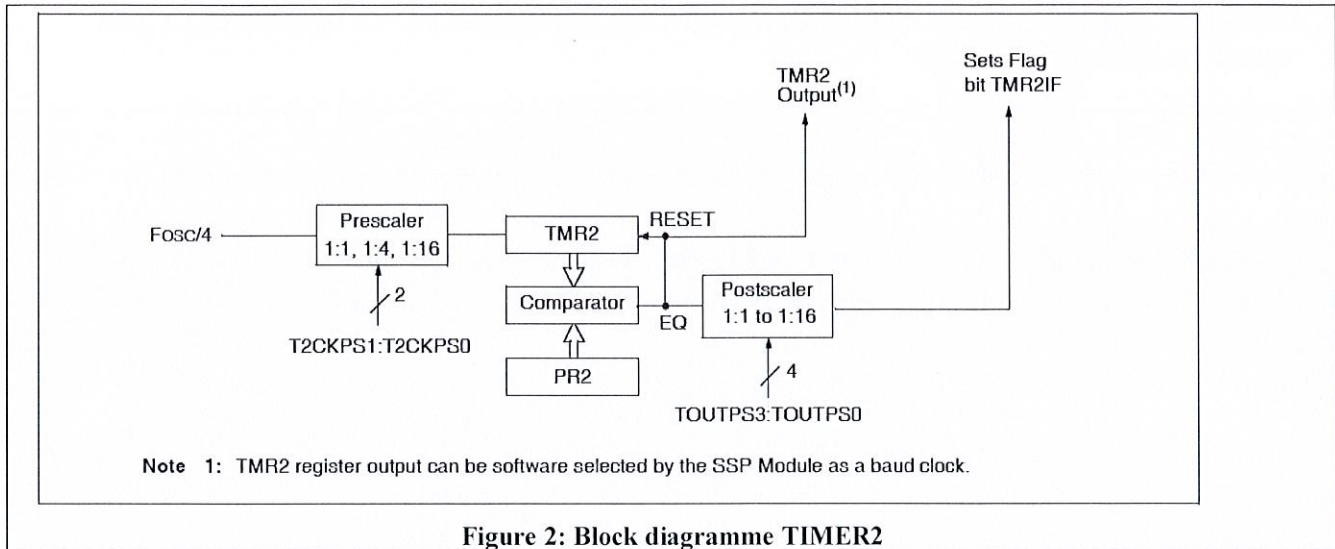 TMR2
Output(1)
Sets Flag
bit TMR2IF
Fosc/4
Prescaler
1:1, 1:4, 1:16
2
T2CKPS1:T2CKPS0
TMR2
RESET
Comparator
EQ
PR2
Postscaler
1:1 to 1:16
4
TOUTPS3:TOUTPS0
Note 1: TMR2 register output can be software selected by the SSP Module as a baud clock.
Figure 2: Block diagramme TIMER2